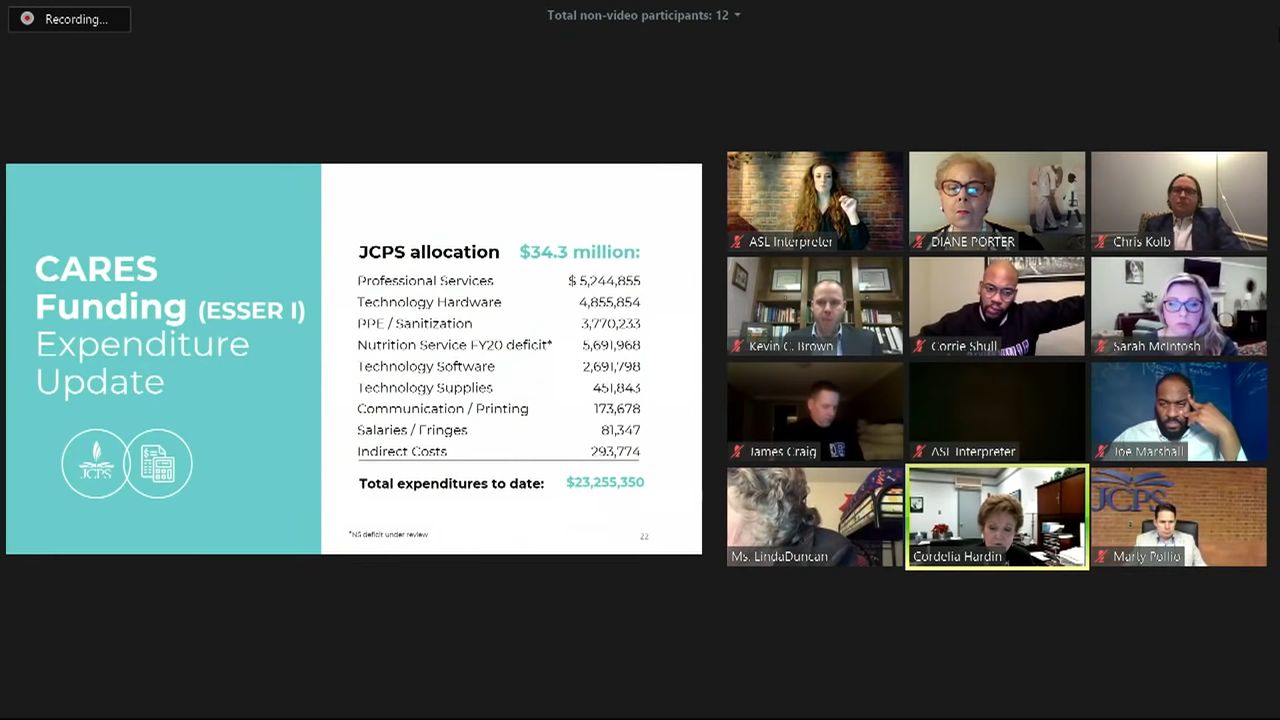 Recording...
Total non-video participants: 12
CARES
Funding (ESSER I)
Expenditure
Update
JCPS
JCPS allocation $34.3 million:
Professional Services $ 5,244,855
Technology Hardware 4,855,854
PPE / Sanitization 3,770,233
Nutrition Service FY20 deficit* 5,691,968
Technology Software 2,691,798
Technology Supplies 451,843
Communication / Printing 173,678
Salaries / Fringes 81,347
Indirect Costs 293,774
Total expenditures to date: $23,255,350
*NS deficit under review
22
ASL Interpreter
DIANE PORTER
Chris Kolb
Kevin C. Brown
Corrie Shull
Sarah McIntosh
James Craig
ASL Interpreter
Joe Marshall
Ms. LindaDuncan
Cordelia Hardin
JCPS
Marty Pollio